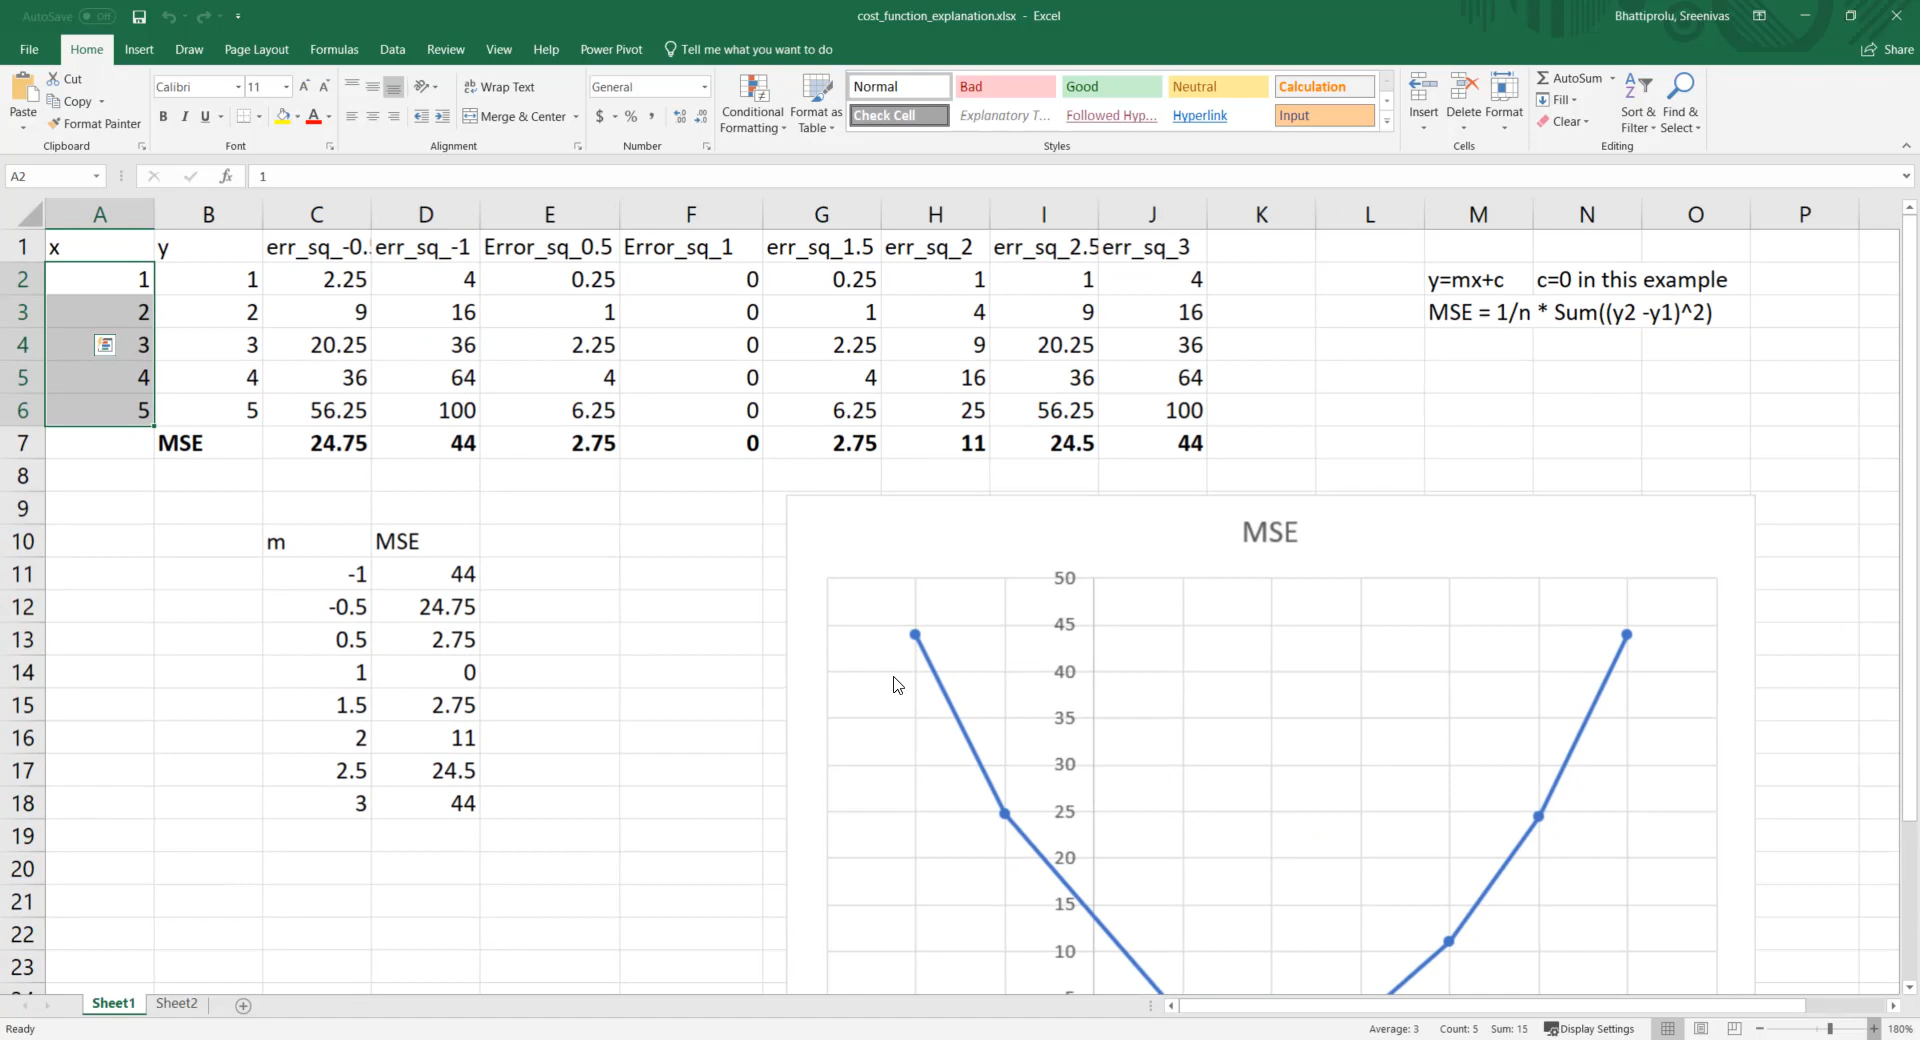 AutoSave Off
cost_function_explanation.xlsx - Excel
Bhattiprolu, Sreenivas
File Home Insert Draw Page Layout Formulas Data Review View Help Power Pivot Tell me what you want to do Share
Paste
Cut
Copy
Format Painter
Clipboard
Calibri 11
B I U
Font
Wrap Text
Merge & Center
Alignment
General
$ % ,
Number
Conditional Formatting
Format as Table
Normal Bad Good Neutral Calculation
Check Cell Explanatory T... Followed Hyp... Hyperlink Input
Styles
Insert Delete Format
Cells
AutoSum
Fill
Clear
Sort & Filter
Find & Select
Editing
A2 fx 1
A B C D E F G H I J K L M N O P
1 x y err_sq_-0. err_sq_-1 Error_sq_0.5 Error_sq_1 err_sq_1.5 err_sq_2 err_sq_2.5 err_sq_3
2 1 1 2.25 4 0.25 0 0.25 1 1 4 y=mx+c c=0 in this example
3 2 2 9 16 1 0 1 4 9 16 MSE = 1/n * Sum((y2 -y1)^2)
4 3 3 20.25 36 2.25 0 2.25 9 20.25 36
5 4 4 36 64 4 0 4 16 36 64
6 5 5 56.25 100 6.25 0 6.25 25 56.25 100
7 MSE 24.75 44 2.75 0 2.75 11 24.5 44
8
9
10 m MSE
11 -1 44
12 -0.5 24.75
13 0.5 2.75
14 1 0
15 1.5 2.75
16 2 11
17 2.5 24.5
18 3 44
19
20
21
22
23
MSE
50
45
40
35
30
25
20
15
10
Sheet1 Sheet2
Ready Average: 3 Count: 5 Sum: 15 Display Settings 180%